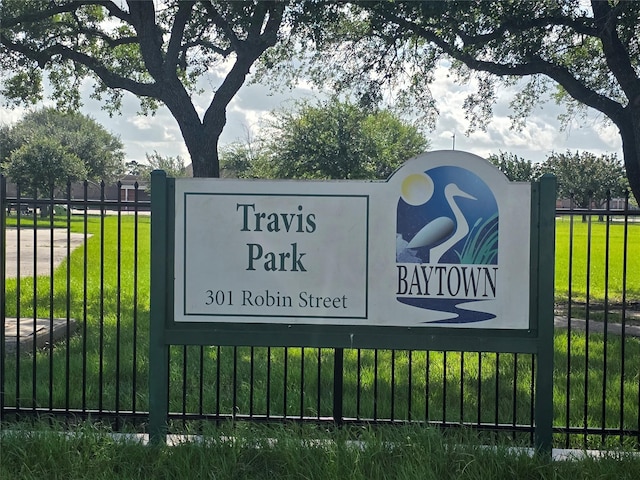 Travis
Park
301 Robin Street
BAYTOWN